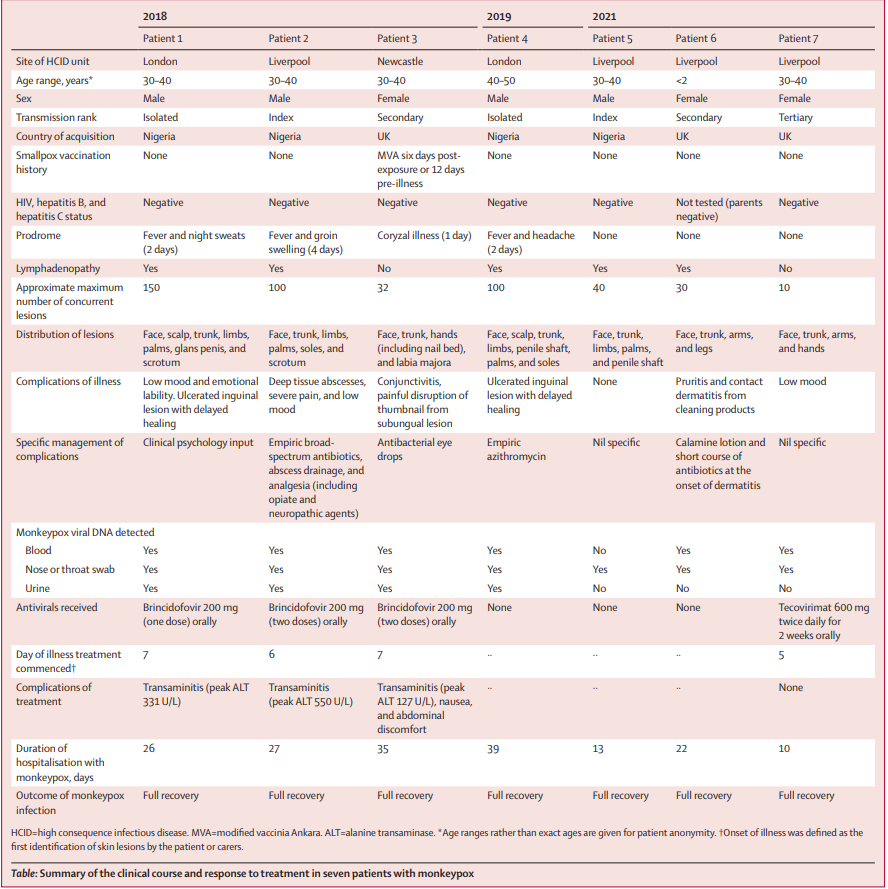 2018 2019 2021
Patient 1 Patient 2 Patient 3 Patient 4 Patient 5 Patient 6 Patient 7
Site of HCID unit London Liverpool Newcastle London Liverpool Liverpool Liverpool
Age range, years* 30–40 30–40 30–40 40–50 30–40 <2 30–40
Sex Male Male Female Male Male Female Female
Transmission rank Isolated Index Secondary Isolated Index Secondary Tertiary
Country of acquisition Nigeria Nigeria UK Nigeria Nigeria UK UK
Smallpox vaccination None None MVA six days post- None None None None
history exposure or 12 days
pre-illness
HIV, hepatitis B, and Negative Negative Negative Negative Negative Not tested (parents Negative
hepatitis C status negative)
Prodrome Fever and night sweats Fever and groin Coryzal illness (1 day) Fever and headache None None None
(2 days) swelling (4 days) (2 days)
Lymphadenopathy Yes Yes No Yes Yes Yes No
Approximate maximum 150 100 32 100 40 30 10
number of concurrent
lesions
Distribution of lesions Face, scalp, trunk, limbs, Face, trunk, limbs, Face, trunk, hands Face, scalp, trunk, Face, trunk, Face, trunk, arms, Face, trunk, arms,
palms, glans penis, and palms, soles, and (including nail bed), limbs, penile shaft, limbs, palms, and legs and hands
scrotum scrotum and labia majora palms, and soles and penile shaft
Complications of illness Low mood and emotional Deep tissue abscesses, Conjunctivitis, Ulcerated inguinal None Pruritis and contact Low mood
lability. Ulcerated inguinal severe pain, and low painful disruption of lesion with delayed dermatitis from
lesion with delayed mood thumbnail from healing cleaning products
healing subungual lesion
Specific management of Clinical psychology input Empiric broad- Antibacterial eye Empiric Nil specific Calamine lotion and Nil specific
complications spectrum antibiotics, drops azithromycin short course of
abscess drainage, and antibiotics at the
analgesia (including onset of dermatitis
opiate and
neuropathic agents)
Monkeypox viral DNA detected
Blood Yes Yes Yes Yes No Yes Yes
Nose or throat swab Yes Yes Yes Yes Yes Yes Yes
Urine Yes Yes Yes Yes No No No
Antivirals received Brincidofovir 200 mg Brincidofovir 200 mg Brincidofovir 200 mg None None None Tecovirimat 600 mg
(one dose) orally (two doses) orally (two doses) orally twice daily for
2 weeks orally
Day of illness treatment 7 6 7 .. .. .. 5
commenced†
Complications of Transaminitis (peak ALT Transaminitis Transaminitis (peak .. .. .. None
treatment 331 U/L) (peak ALT 550 U/L) ALT 127 U/L), nausea,
and abdominal
discomfort
Duration of 26 27 35 39 13 22 10
hospitalisation with
monkeypox, days
Outcome of monkeypox Full recovery Full recovery Full recovery Full recovery Full recovery Full recovery Full recovery
infection
HCID=high consequence infectious disease. MVA=modified vaccinia Ankara. ALT=alanine transaminase. *Age ranges rather than exact ages are given for patient anonymity. †Onset of illness was defined as the
first identification of skin lesions by the patient or carers.
Table: Summary of the clinical course and response to treatment in seven patients with monkeypox